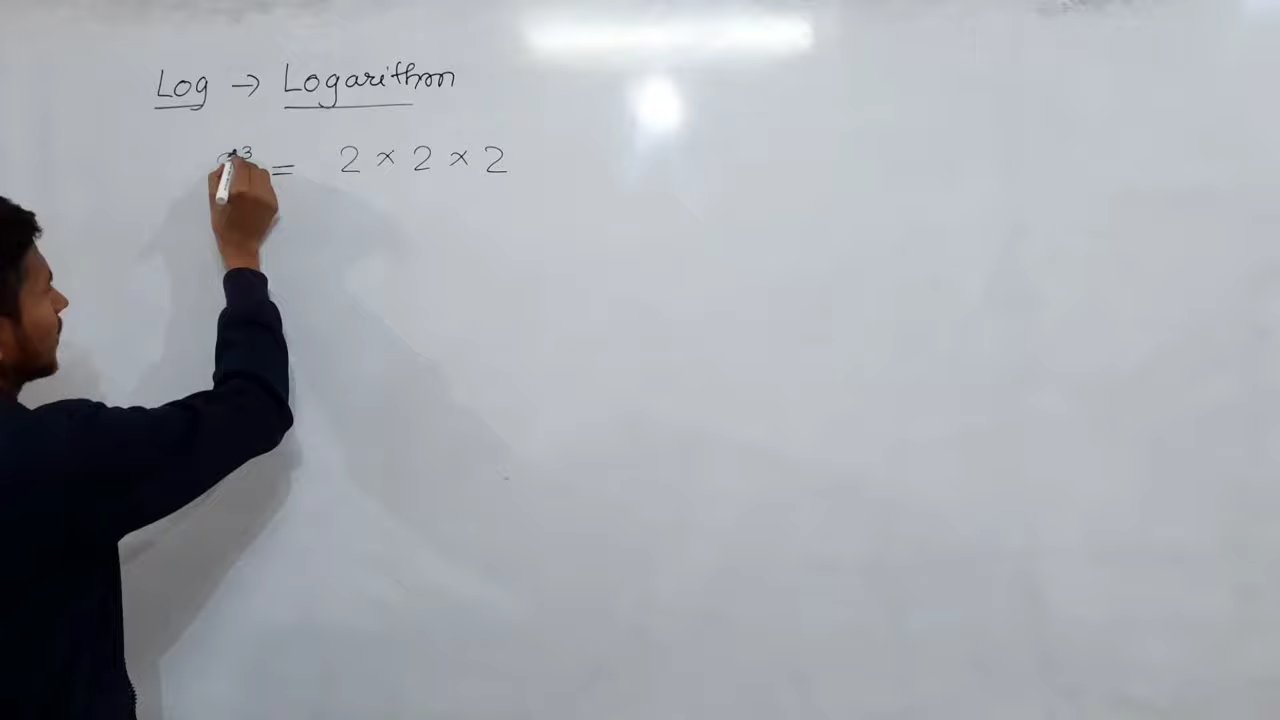 Log → Logarithm
³ = 2 × 2 × 2